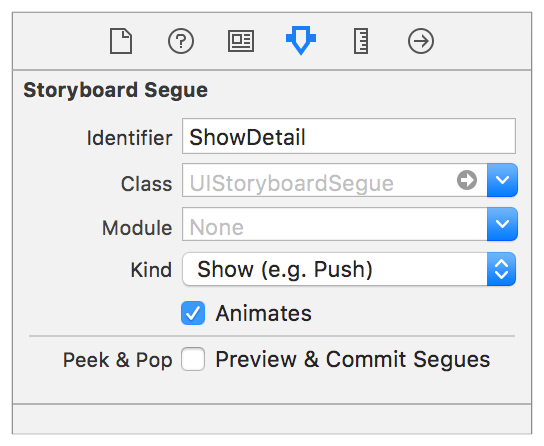 Storyboard Segue
Identifier ShowDetail
Class UIStoryboardSegue
Module None
Kind Show (e.g. Push)
Animates
Peek & Pop Preview & Commit Segues